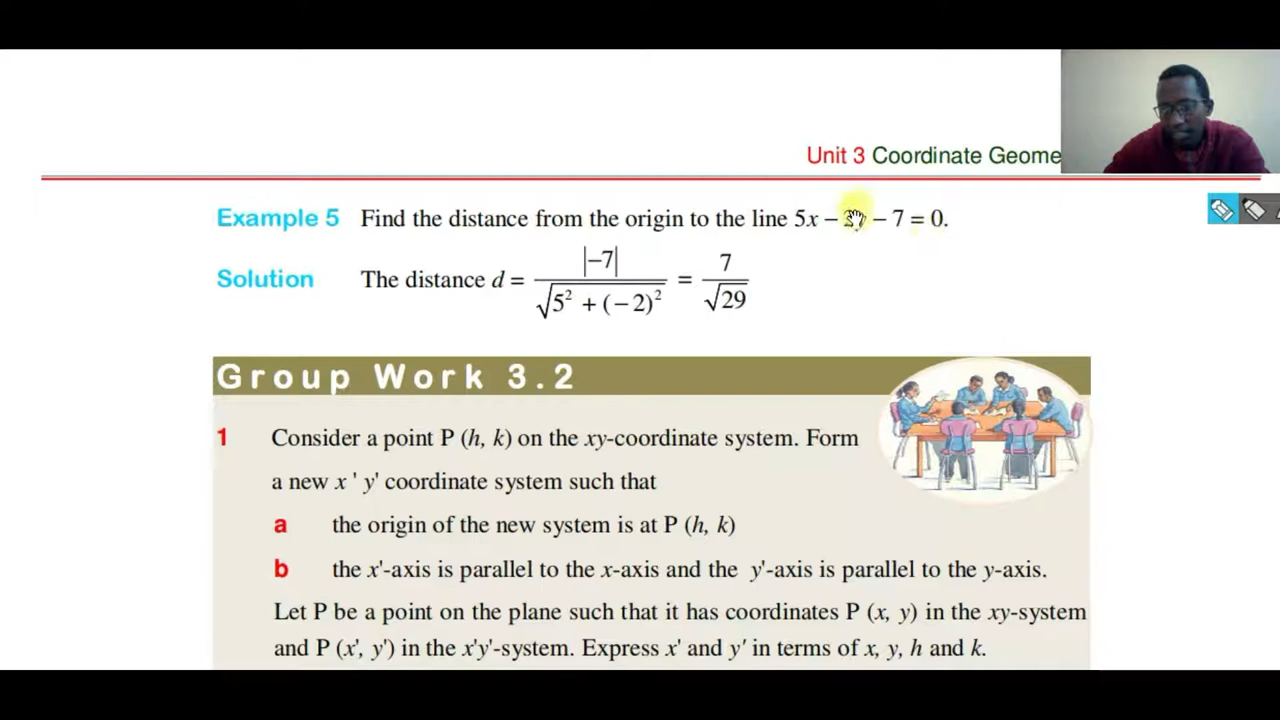 Unit 3 Coordinate Geome
Example 5 Find the distance from the origin to the line 5x – 2y – 7 = 0.
Solution The distance d = |–7| / √5² + (– 2)² = 7 / √29
Group Work 3.2
1 Consider a point P (h, k) on the xy-coordinate system. Form
a new x ' y' coordinate system such that
a the origin of the new system is at P (h, k)
b the x'-axis is parallel to the x-axis and the y'-axis is parallel to the y-axis.
Let P be a point on the plane such that it has coordinates P (x, y) in the xy-system
and P (x', y') in the x'y'-system. Express x' and y' in terms of x, y, h and k.